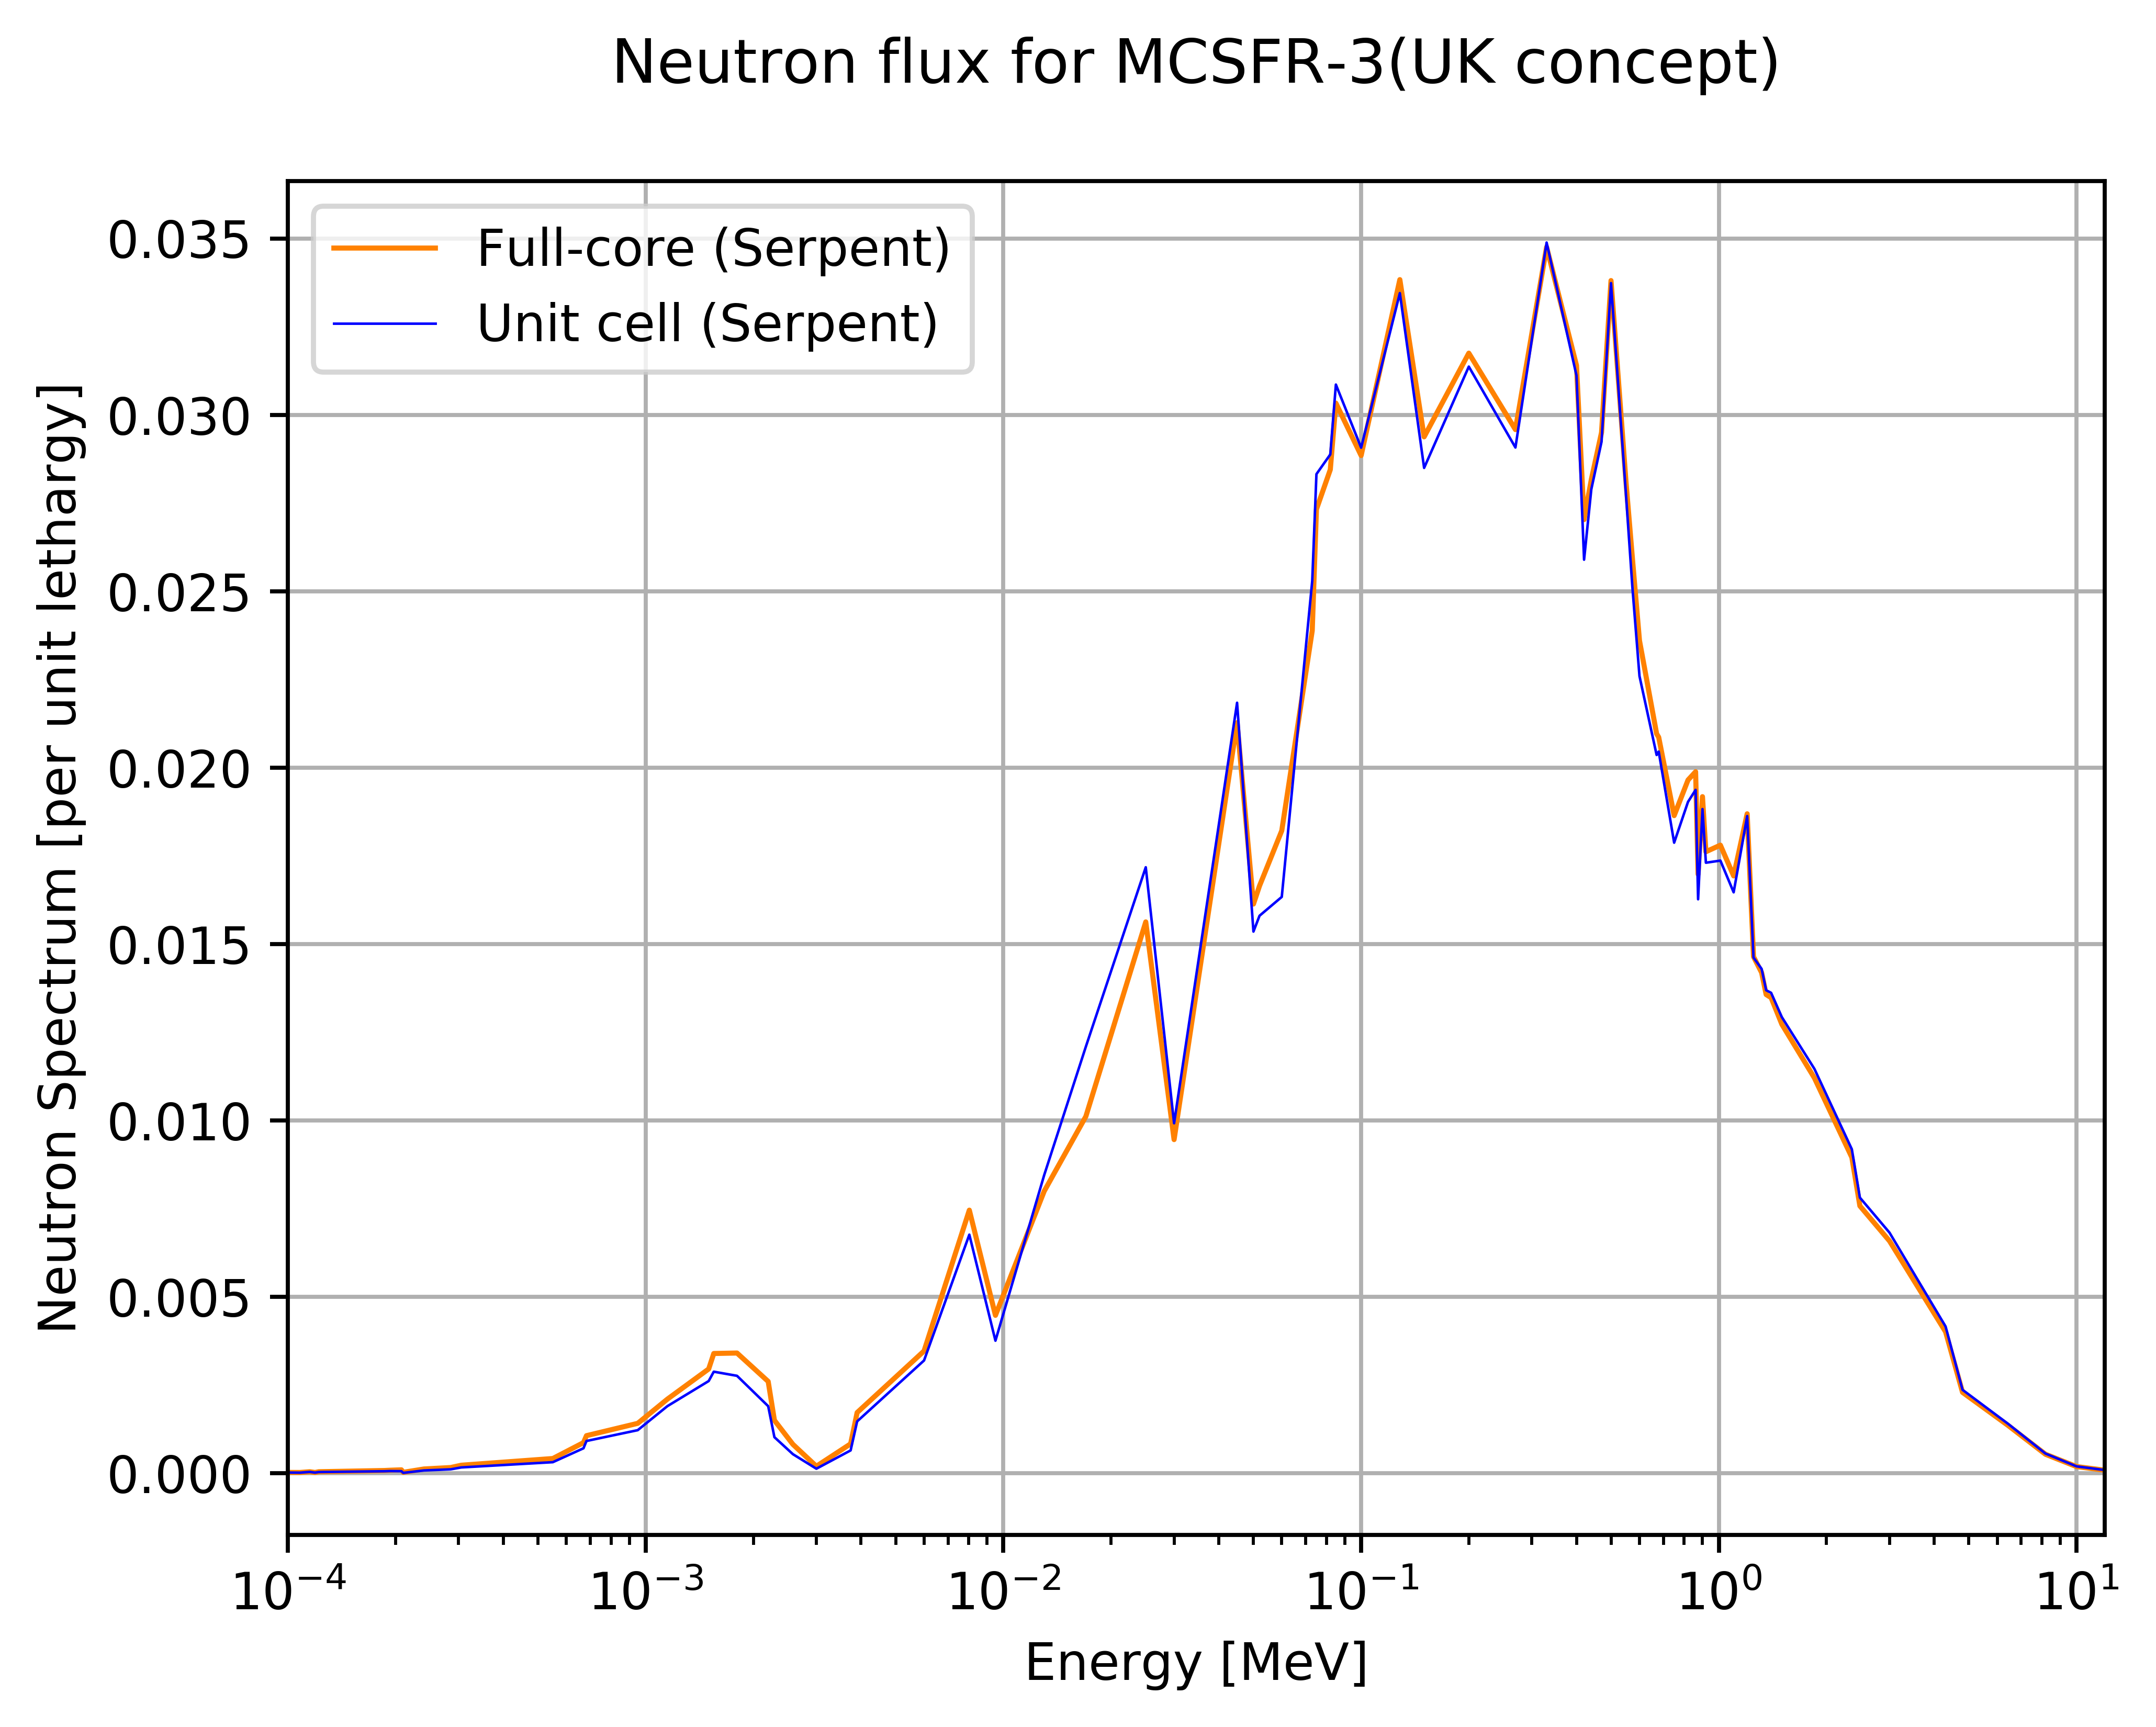 Neutron flux for MCSFR-3(UK concept)
Full-core (Serpent)
Unit cell (Serpent)
Neutron Spectrum [per unit lethargy]
0.035
0.030
0.025
0.020
0.015
0.010
0.005
0.000
10⁻⁴ 10⁻³ 10⁻² 10⁻¹ 10⁰ 10¹
Energy [MeV]